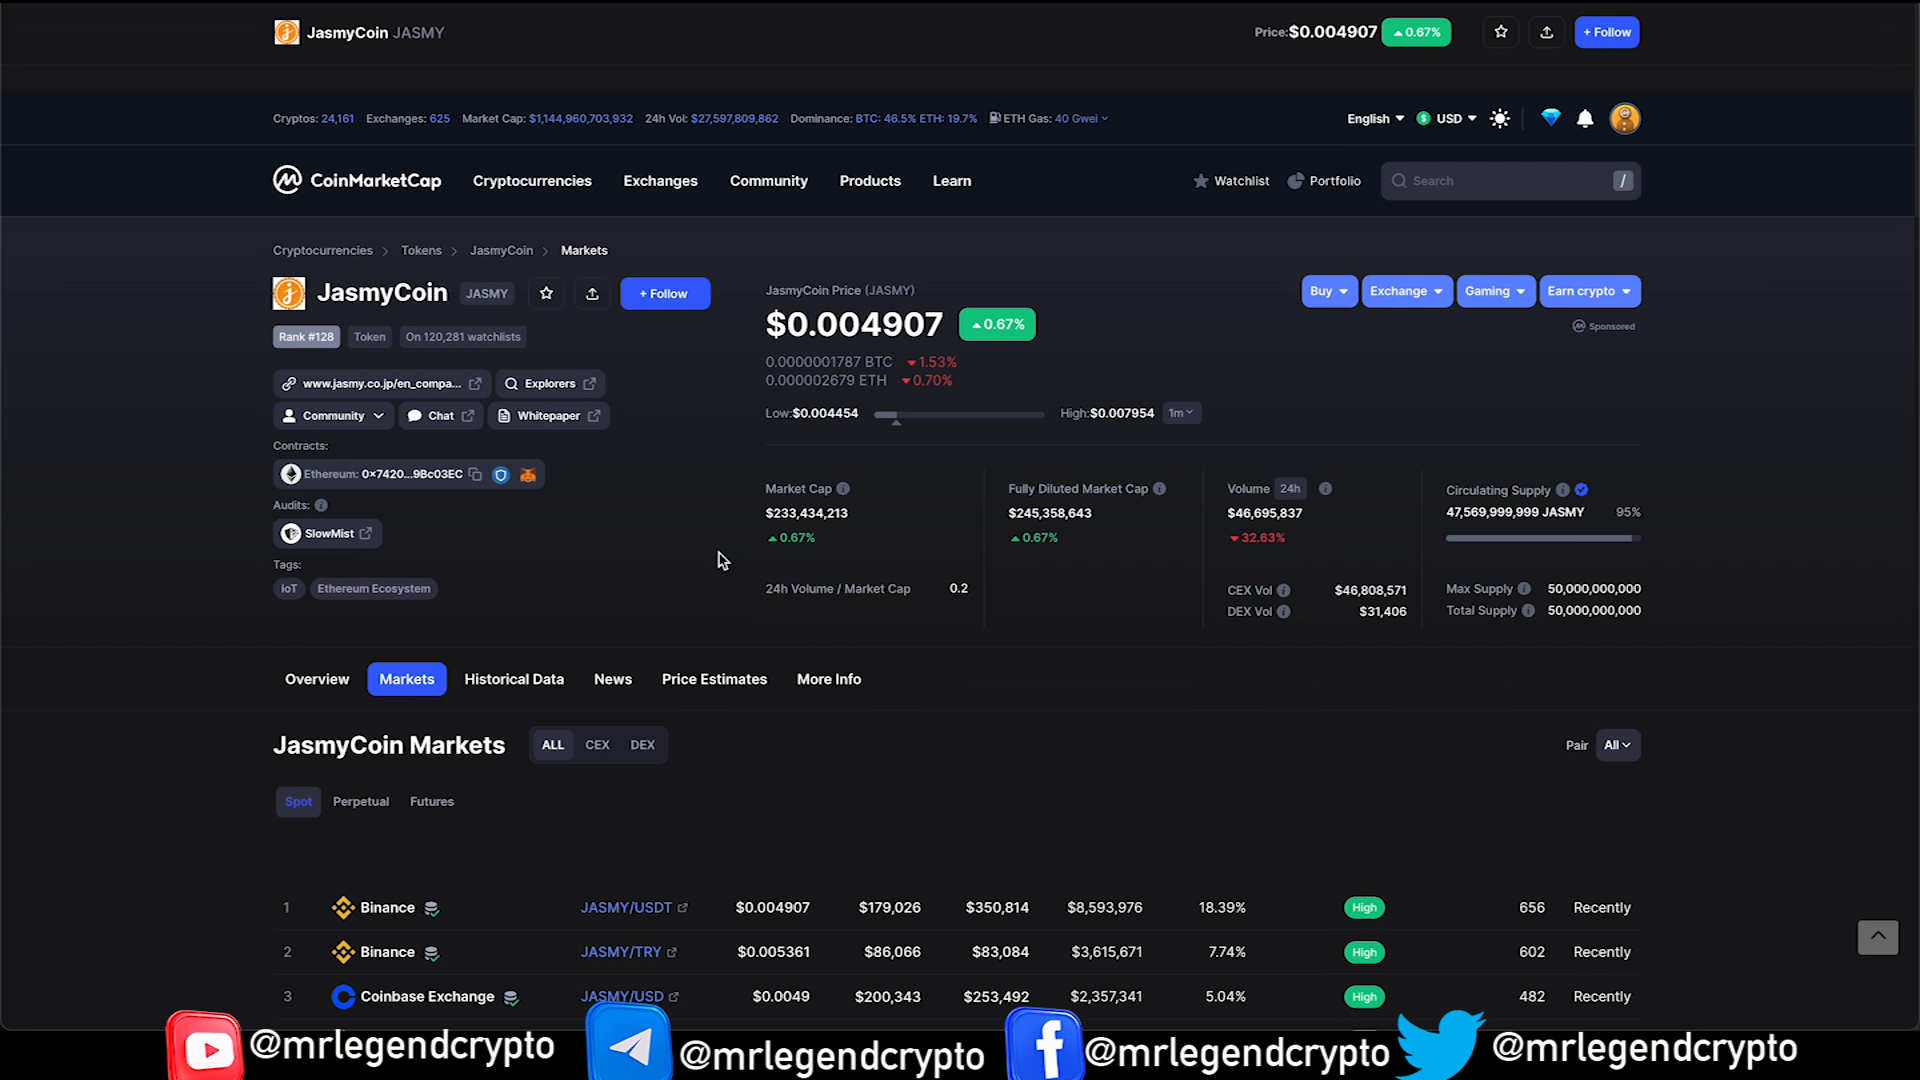 JasmyCoin JASMY
Price:$0.004907 0.67% + Follow
Cryptos: 24,161 Exchanges: 625 Market Cap: $1,144,960,703,932 24h Vol: $27,597,809,862 Dominance: BTC: 46.5% ETH: 19.7% ETH Gas: 40 Gwei
English USD
CoinMarketCap Cryptocurrencies Exchanges Community Products Learn Watchlist Portfolio Search /
Cryptocurrencies > Tokens > JasmyCoin > Markets
JasmyCoin JASMY + Follow
Rank #128 Token On 120,281 watchlists
www.jasmy.co.jp/en_compa... Explorers
Community Chat Whitepaper
Contracts:
Ethereum: 0x7420...9Bc03EC
Audits:
SlowMist
Tags:
IoT Ethereum Ecosystem
JasmyCoin Price (JASMY)
$0.004907 0.67%
0.0000001787 BTC 1.53%
0.000002679 ETH 0.70%
Low:$0.004454 High:$0.007954 1m
Buy Exchange Gaming Earn crypto
Sponsored
Market Cap
$233,434,213
0.67%
24h Volume / Market Cap 0.2
Fully Diluted Market Cap
$245,358,643
0.67%
Volume 24h
$46,695,837
32.63%
CEX Vol $46,808,571
DEX Vol $31,406
Circulating Supply
47,569,999,999 JASMY 95%
Max Supply 50,000,000,000
Total Supply 50,000,000,000
Overview Markets Historical Data News Price Estimates More Info
JasmyCoin Markets ALL CEX DEX Pair All
Spot Perpetual Futures
1 Binance JASMY/USDT $0.004907 $179,026 $350,814 $8,593,976 18.39% High 656 Recently
2 Binance JASMY/TRY $0.005361 $86,066 $83,084 $3,615,671 7.74% High 602 Recently
3 Coinbase Exchange JASMY/USD $0.0049 $200,343 $253,492 $2,357,341 5.04% High 482 Recently
@mrlegendcrypto @mrlegendcrypto @mrlegendcrypto @mrlegendcrypto